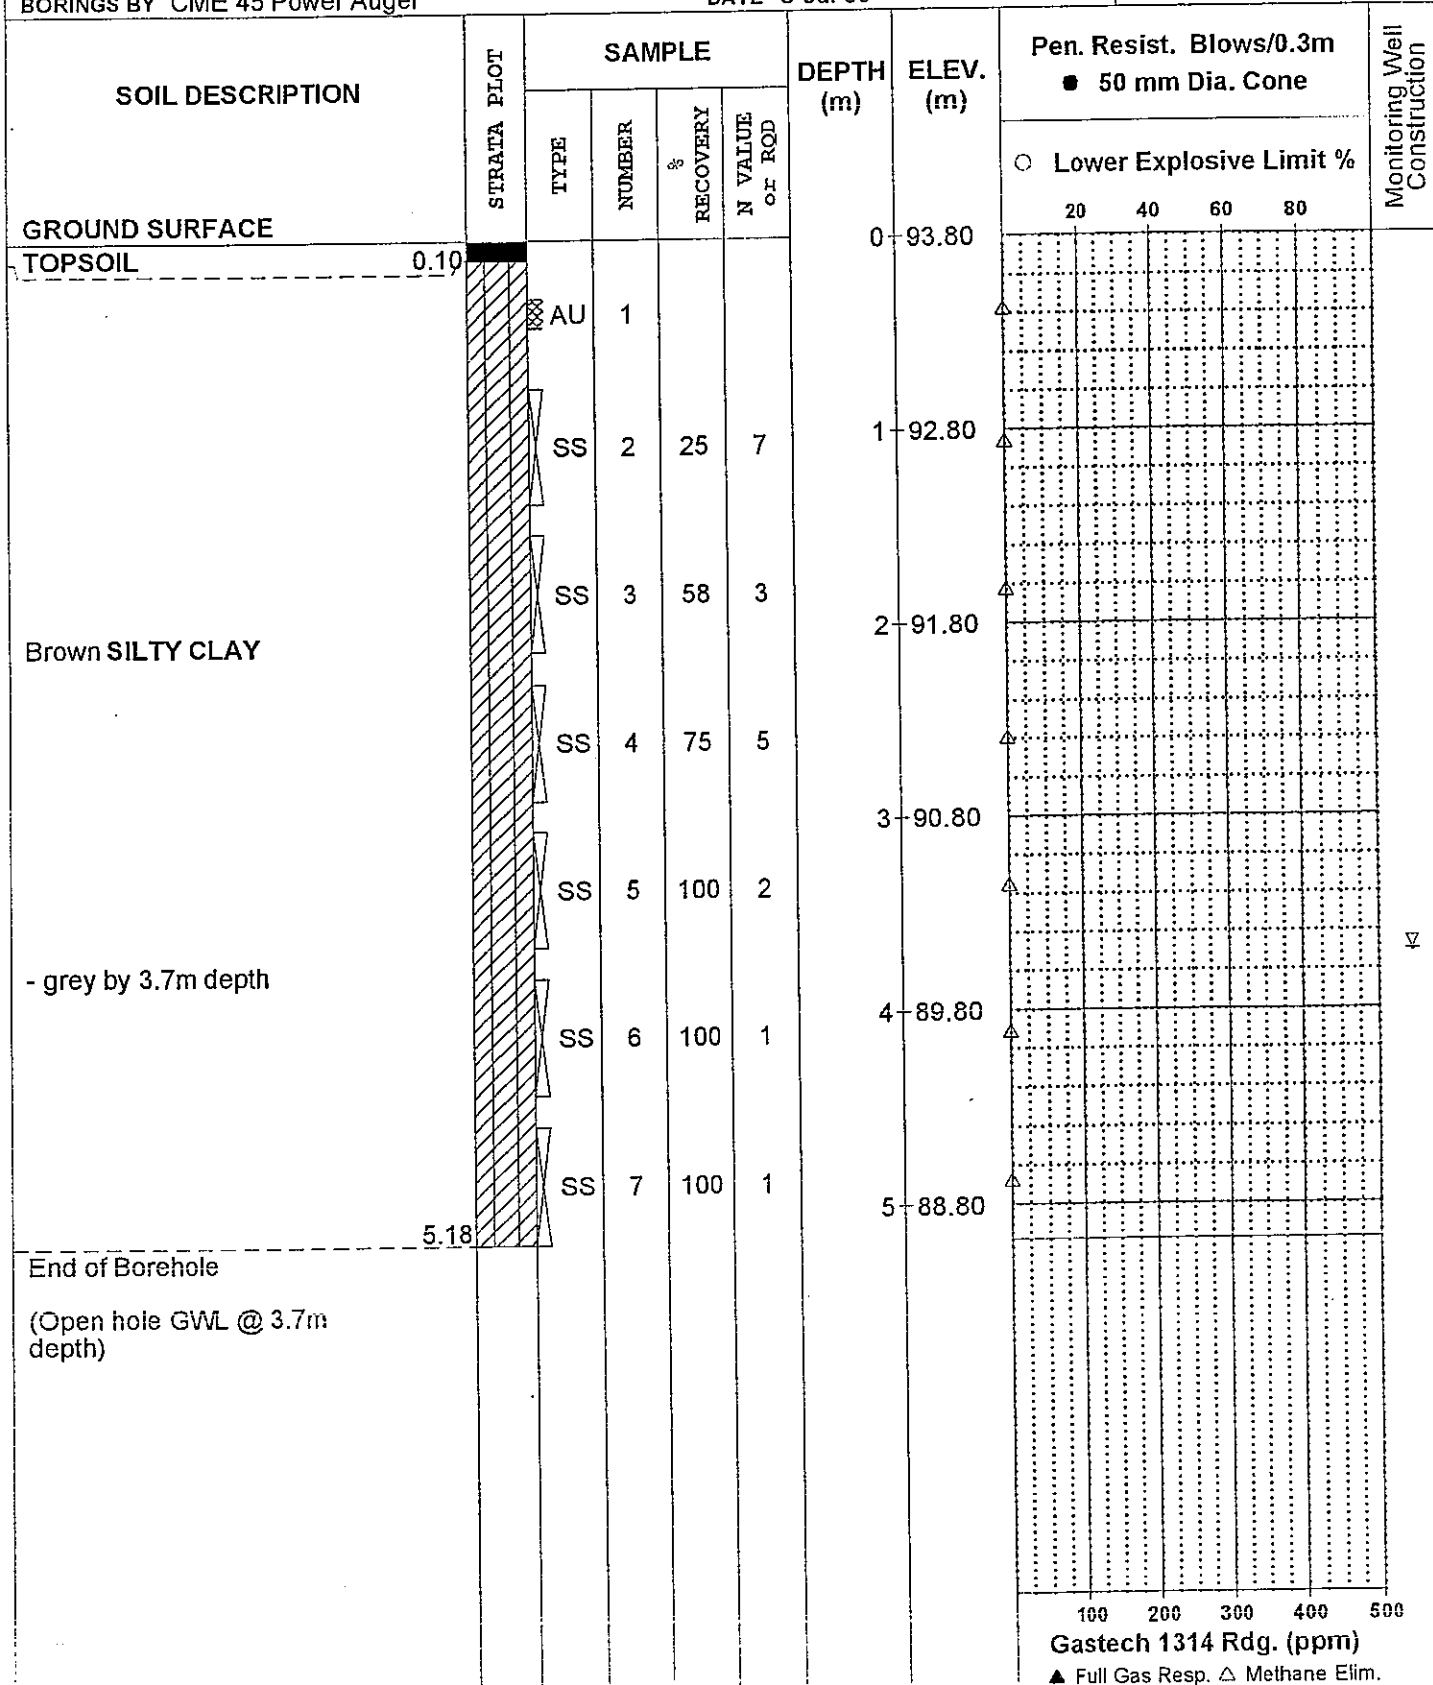 BORINGS BY CME 45 Power Auger
DATE
SOIL DESCRIPTION
STRATA PLOT
SAMPLE
TYPE
NUMBER
% RECOVERY
N VALUE or RQD
DEPTH (m)
ELEV. (m)
Pen. Resist. Blows/0.3m
● 50 mm Dia. Cone
○ Lower Explosive Limit %
20 40 60 80
Monitoring Well Construction
GROUND SURFACE
0 93.80
TOPSOIL 0.10
AU 1
SS 2 25 7
1 92.80
SS 3 58 3
2 91.80
Brown SILTY CLAY
SS 4 75 5
3 90.80
SS 5 100 2
- grey by 3.7m depth
4 89.80
SS 6 100 1
SS 7 100 1
5 88.80
5.18
End of Borehole
(Open hole GWL @ 3.7m
depth)
100 200 300 400 500
Gastech 1314 Rdg. (ppm)
▲ Full Gas Resp. △ Methane Elim.